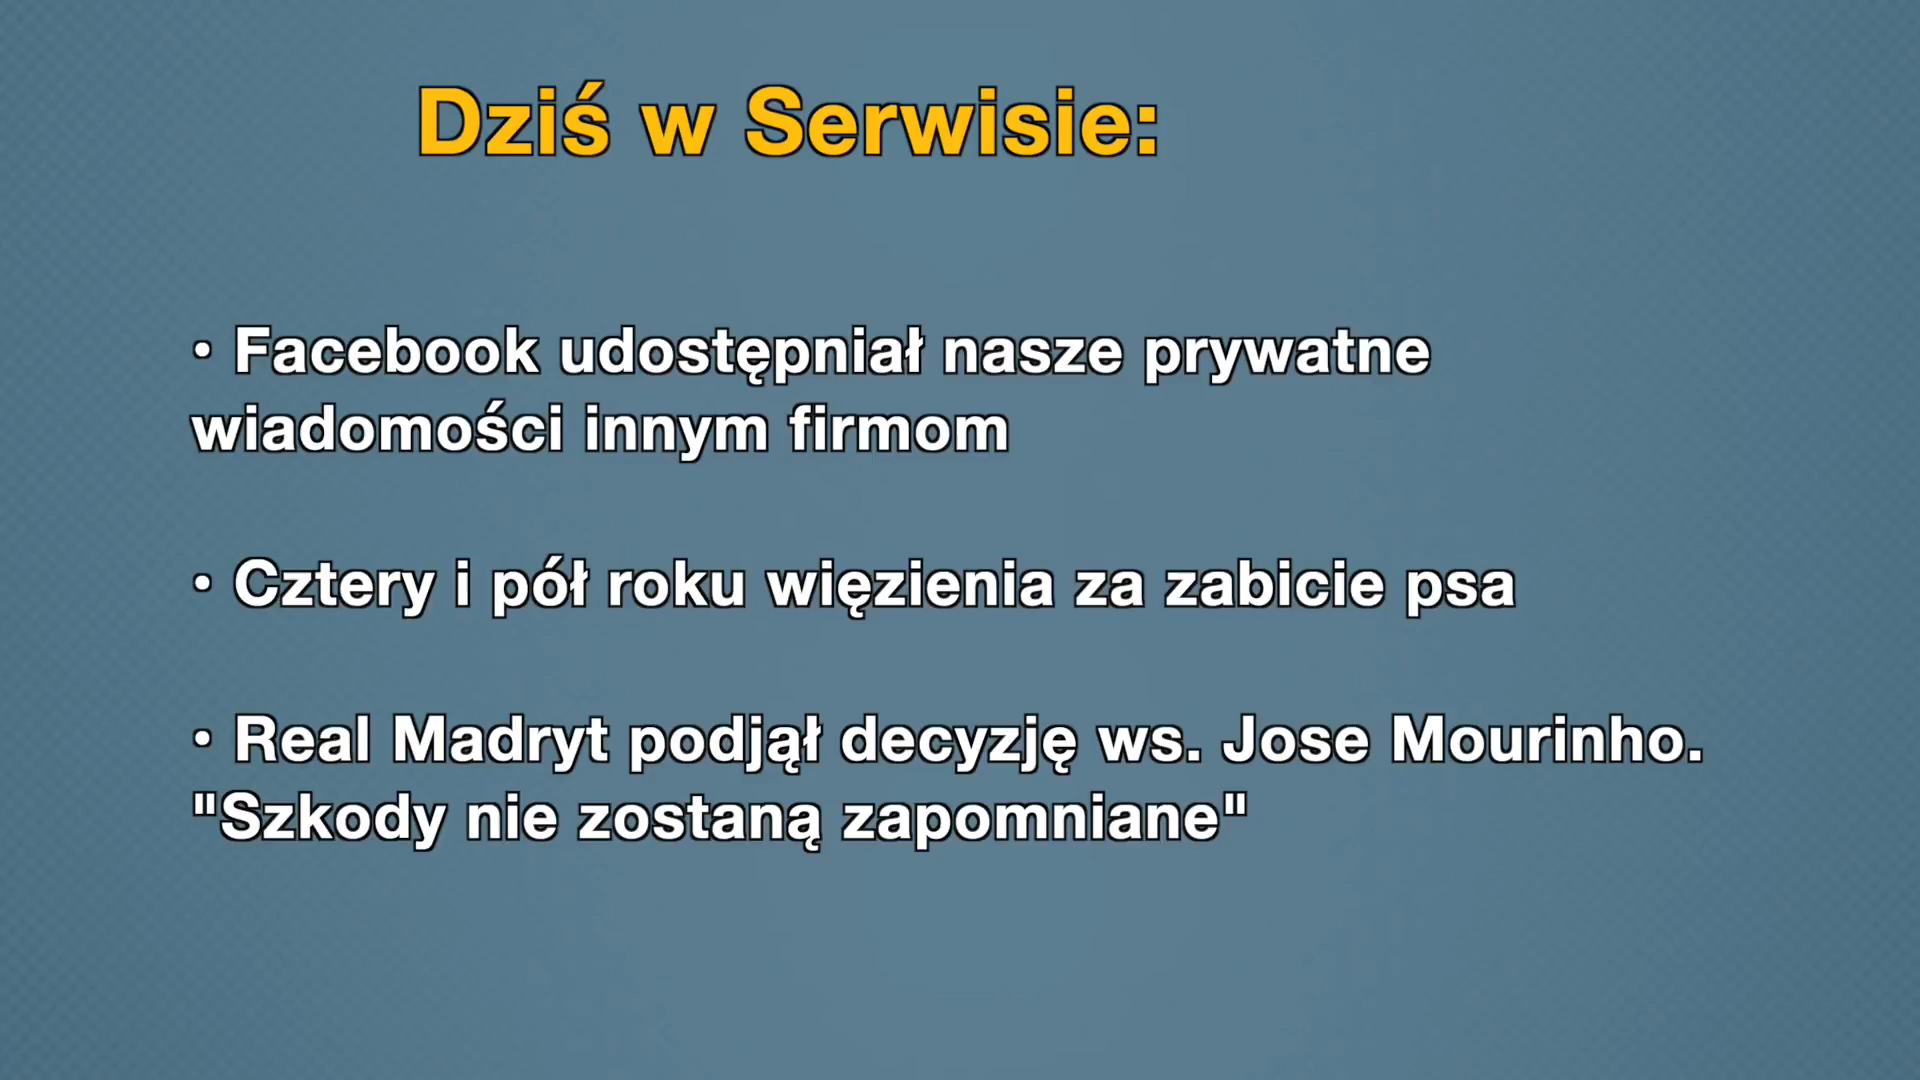 Dziś w Serwisie:
• Facebook udostępniał nasze prywatne
wiadomości innym firmom
• Cztery i pół roku więzienia za zabicie psa
• Real Madryt podjął decyzję ws. Jose Mourinho.
"Szkody nie zostaną zapomniane"